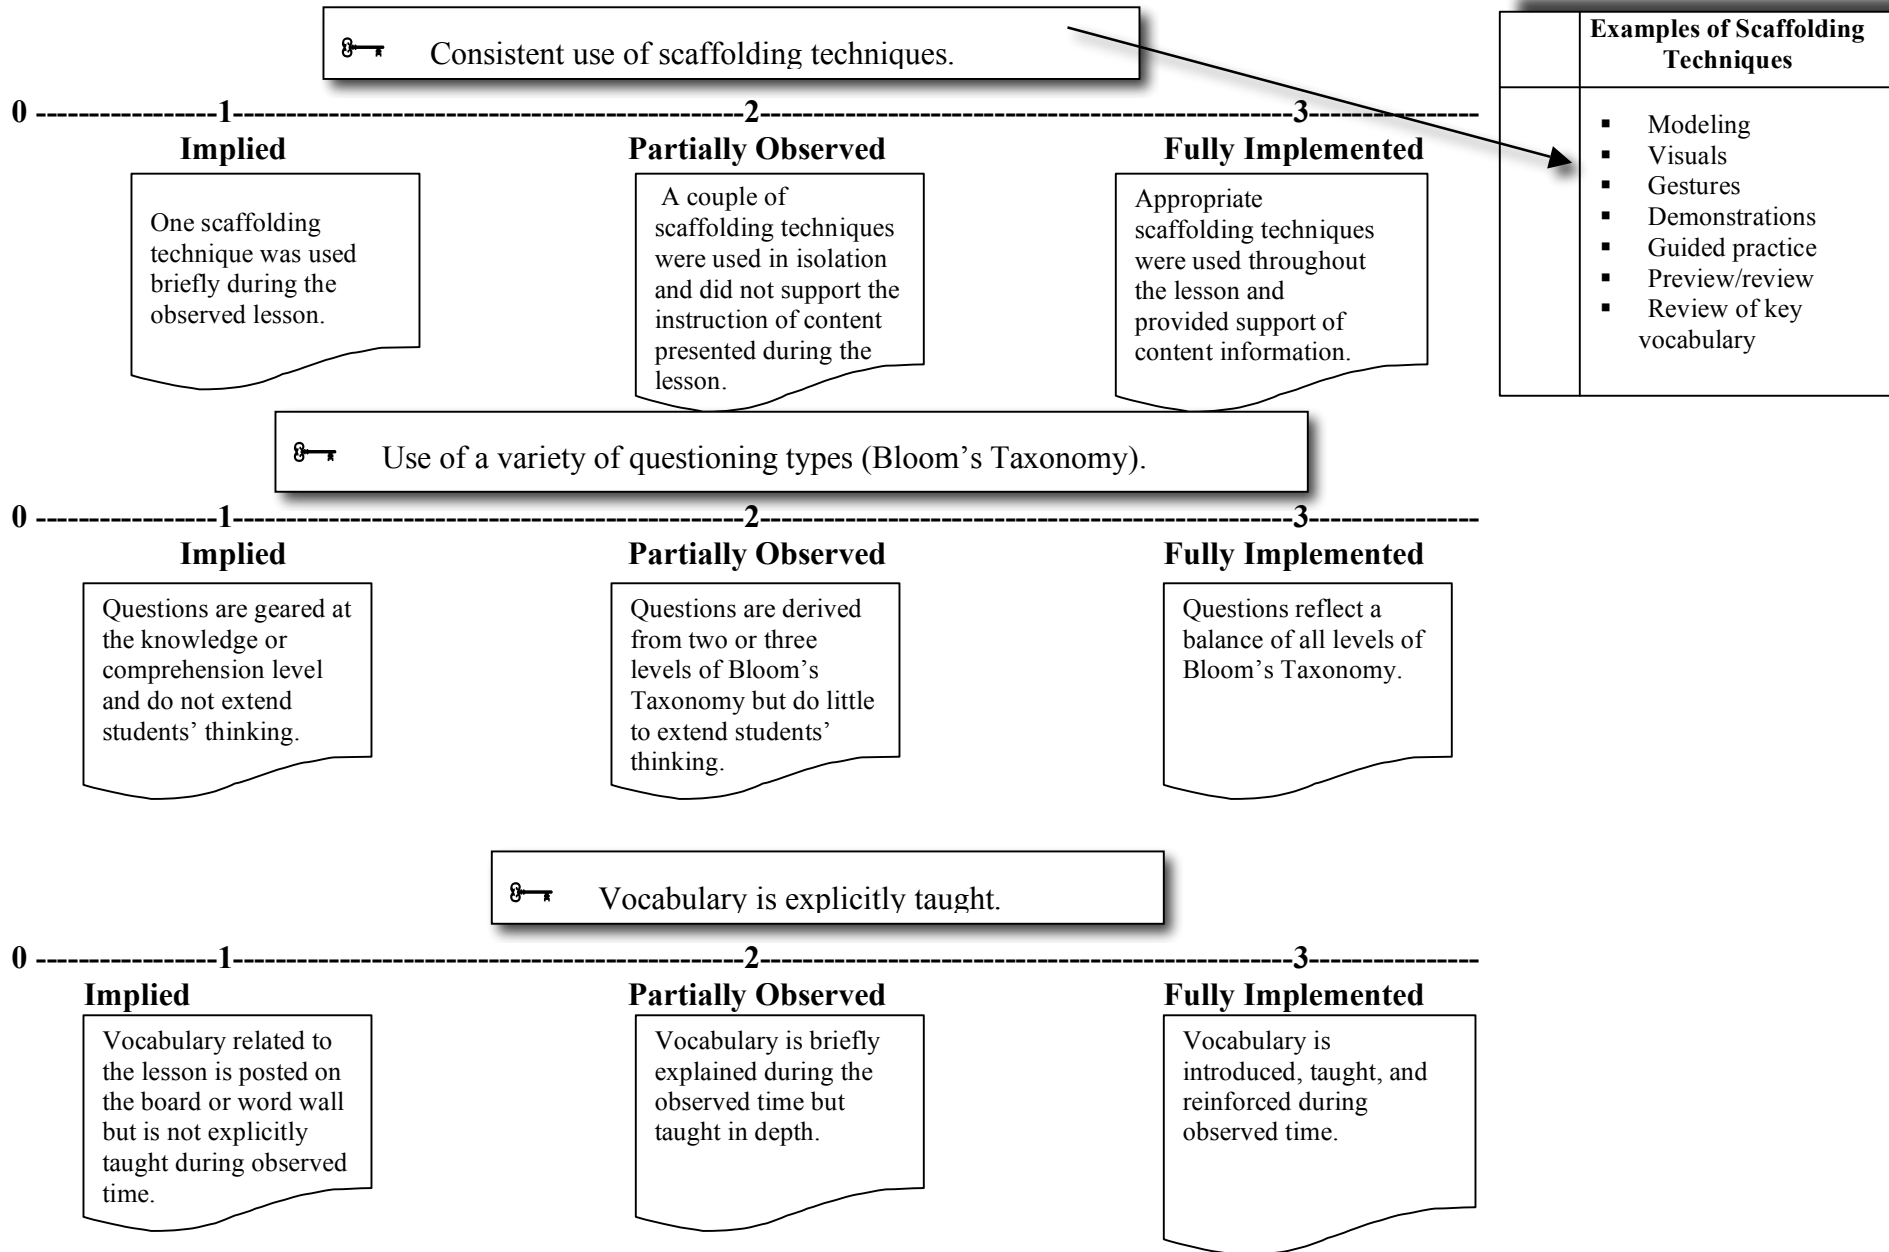 Consistent use of scaffolding techniques.
Examples of Scaffolding
Techniques
▪ Modeling
▪ Visuals
▪ Gestures
▪ Demonstrations
▪ Guided practice
▪ Preview/review
▪ Review of key
vocabulary
0 -----------------1-----------------------------------------------2-----------------------------------------------3----------------
Implied
Partially Observed
Fully Implemented
One scaffolding
technique was used
briefly during the
observed lesson.
A couple of
scaffolding techniques
were used in isolation
and did not support the
instruction of content
presented during the
lesson.
Appropriate
scaffolding techniques
were used throughout
the lesson and
provided support of
content information.
Use of a variety of questioning types (Bloom’s Taxonomy).
0 -----------------1-----------------------------------------------2-----------------------------------------------3----------------
Implied
Partially Observed
Fully Implemented
Questions are geared at
the knowledge or
comprehension level
and do not extend
students’ thinking.
Questions are derived
from two or three
levels of Bloom’s
Taxonomy but do little
to extend students’
thinking.
Questions reflect a
balance of all levels of
Bloom’s Taxonomy.
Vocabulary is explicitly taught.
0 -----------------1-----------------------------------------------2-----------------------------------------------3----------------
Implied
Partially Observed
Fully Implemented
Vocabulary related to
the lesson is posted on
the board or word wall
but is not explicitly
taught during observed
time.
Vocabulary is briefly
explained during the
observed time but
taught in depth.
Vocabulary is
introduced, taught, and
reinforced during
observed time.